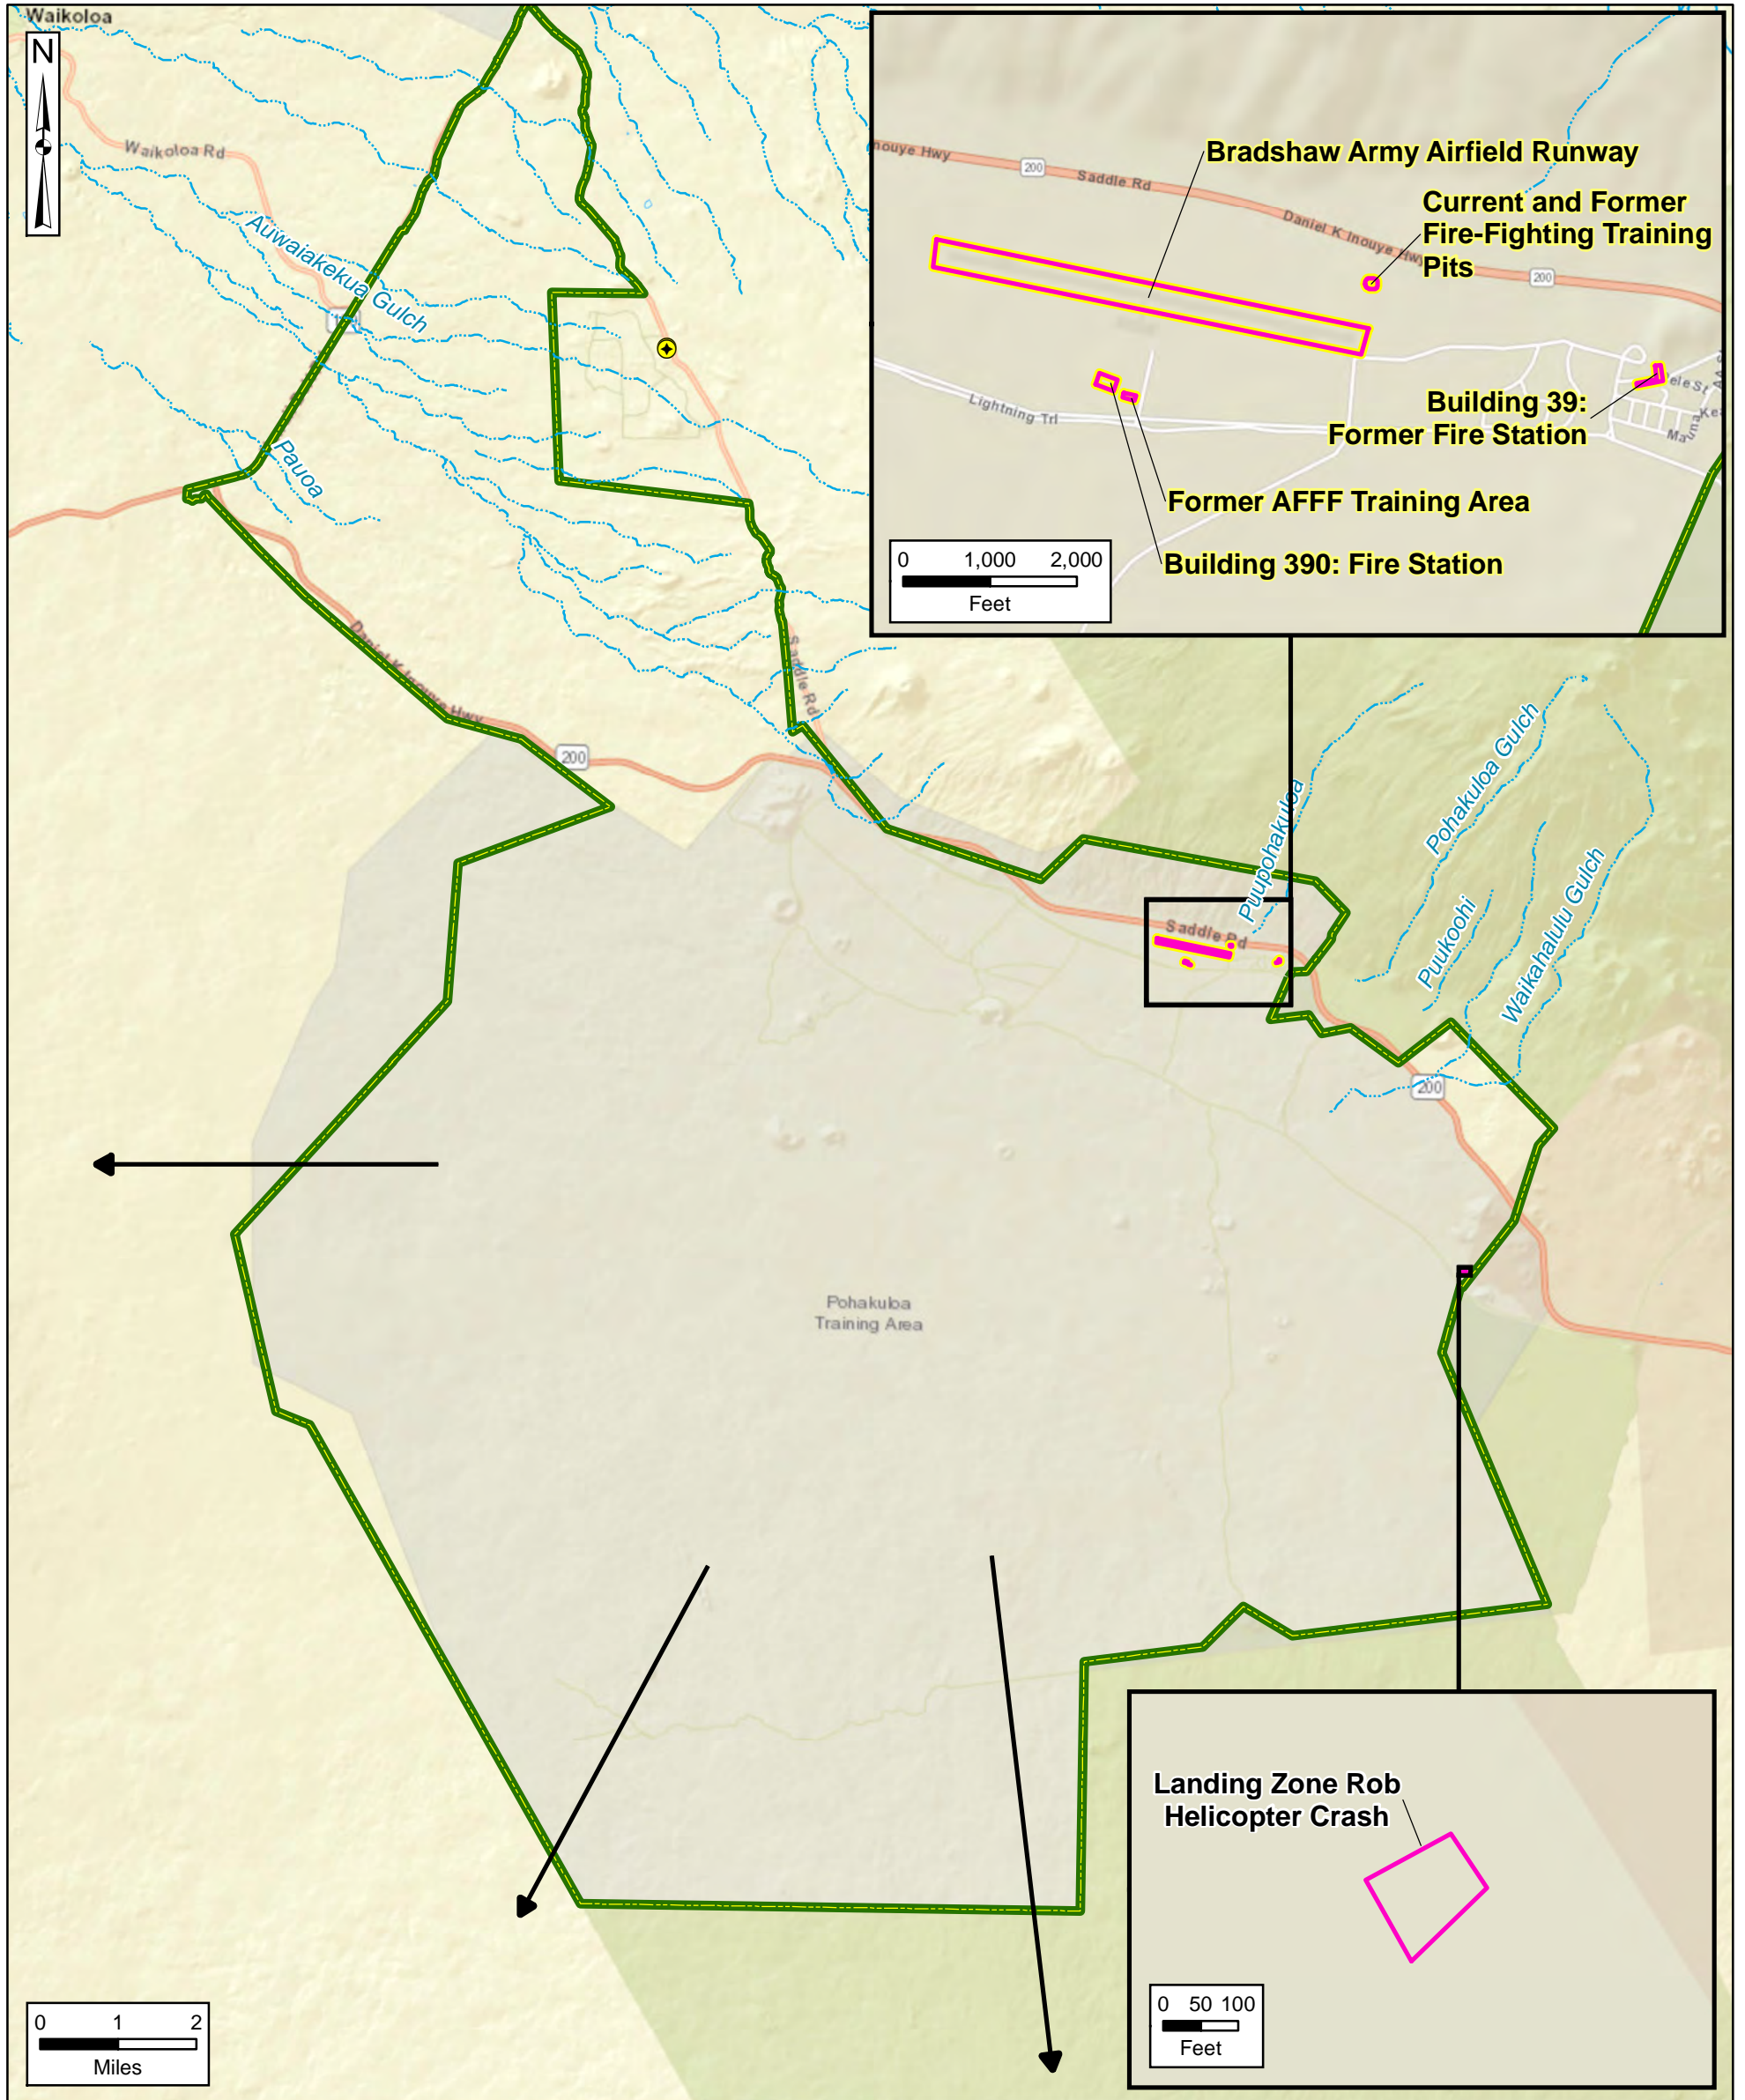 Waikoloa
N
Waikoloa Rd
Auwaiakekua Gulch
Pauoa
Daniel K Inouye Hwy
200
Saddle Rd
nouye Hwy
200
Saddle Rd
Daniel K Inouye Hwy
200
Bradshaw Army Airfield Runway
Current and Former
Fire-Fighting Training
Pits
Building 39:
Former Fire Station
Lightning Trl
Former AFFF Training Area
Building 390: Fire Station
0 1,000 2,000
Feet
Puupohakuloa
Pohakuloa Gulch
Puukoohi
Waikahalulu Gulch
Saddle Rd
200
Pohakuloa
Training Area
Landing Zone Rob
Helicopter Crash
0 50 100
Feet
0 1 2
Miles